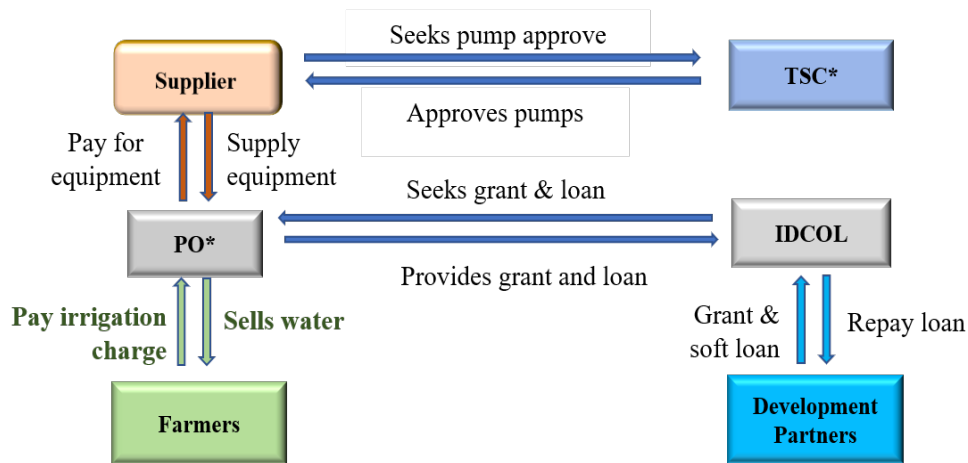 Seeks pump approve
Supplier
TSC*
Approves pumps
Pay for
equipment
Supply
equipment
Seeks grant & loan
PO*
IDCOL
Provides grant and loan
Pay irrigation
charge
Sells water
Grant &
soft loan
Repay loan
Farmers
Development
Partners